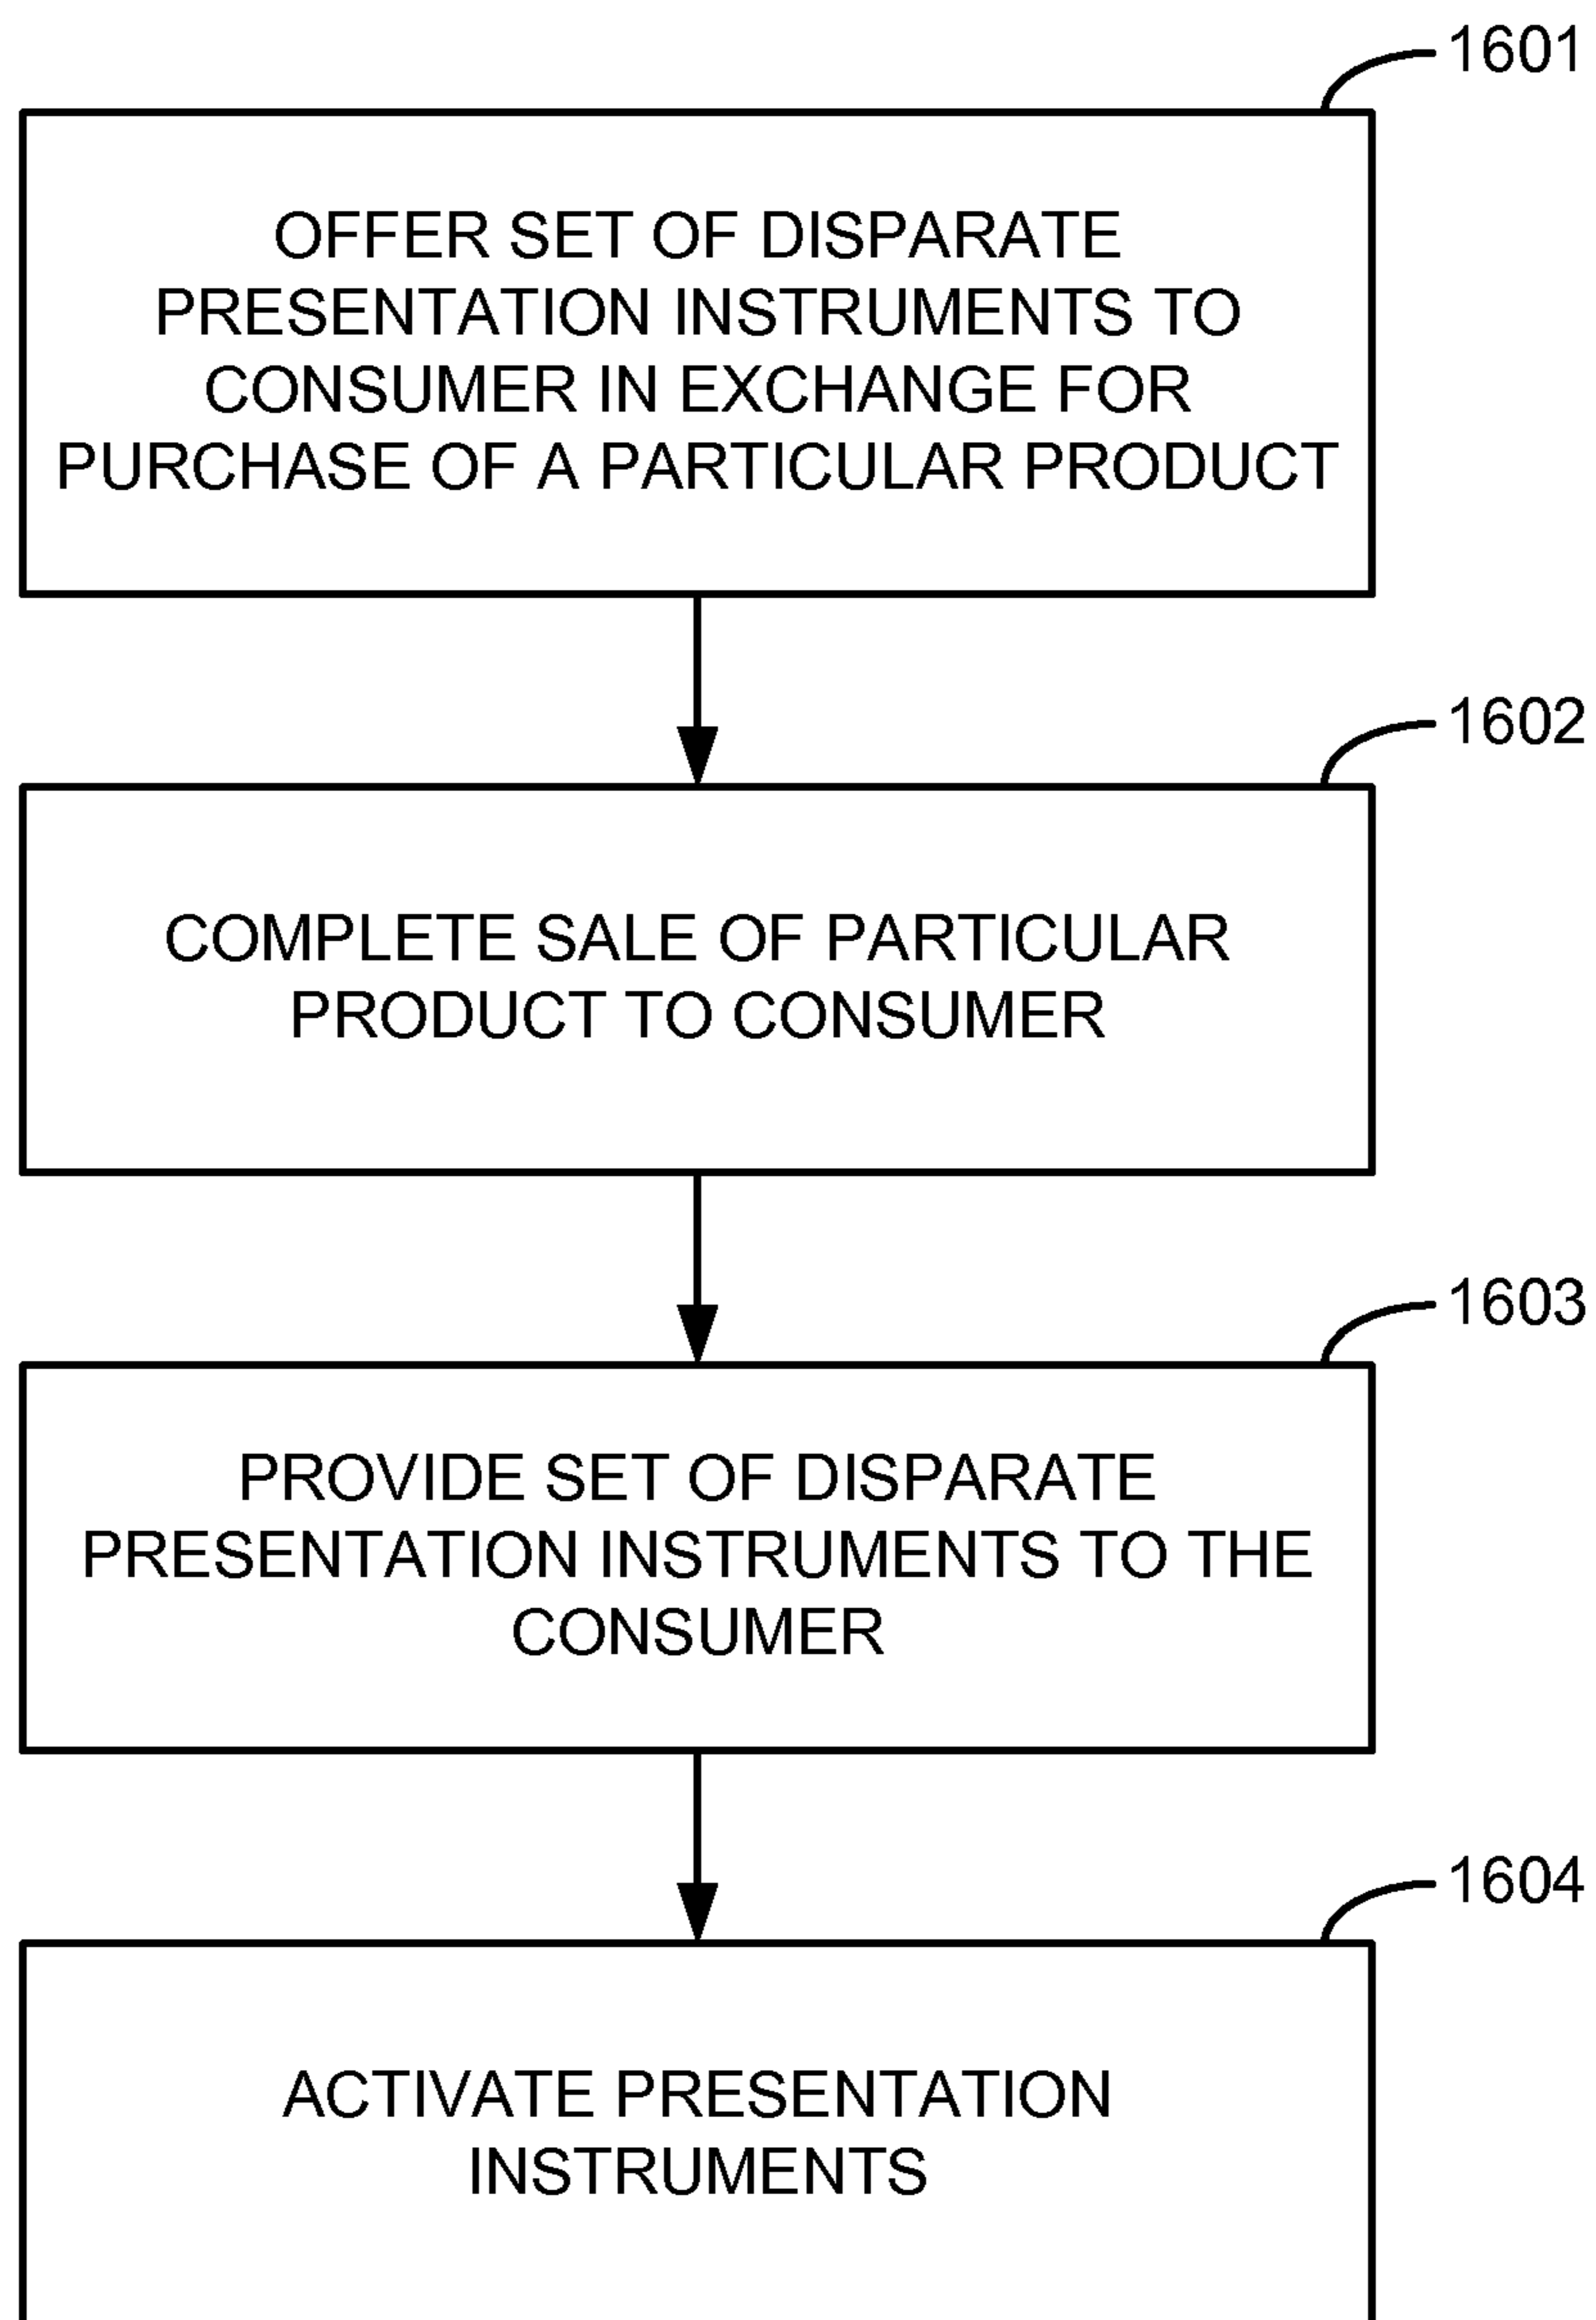 1601
OFFER SET OF DISPARATE
PRESENTATION INSTRUMENTS TO
CONSUMER IN EXCHANGE FOR
PURCHASE OF A PARTICULAR PRODUCT
1602
COMPLETE SALE OF PARTICULAR
PRODUCT TO CONSUMER
1603
PROVIDE SET OF DISPARATE
PRESENTATION INSTRUMENTS TO THE
CONSUMER
1604
ACTIVATE PRESENTATION
INSTRUMENTS